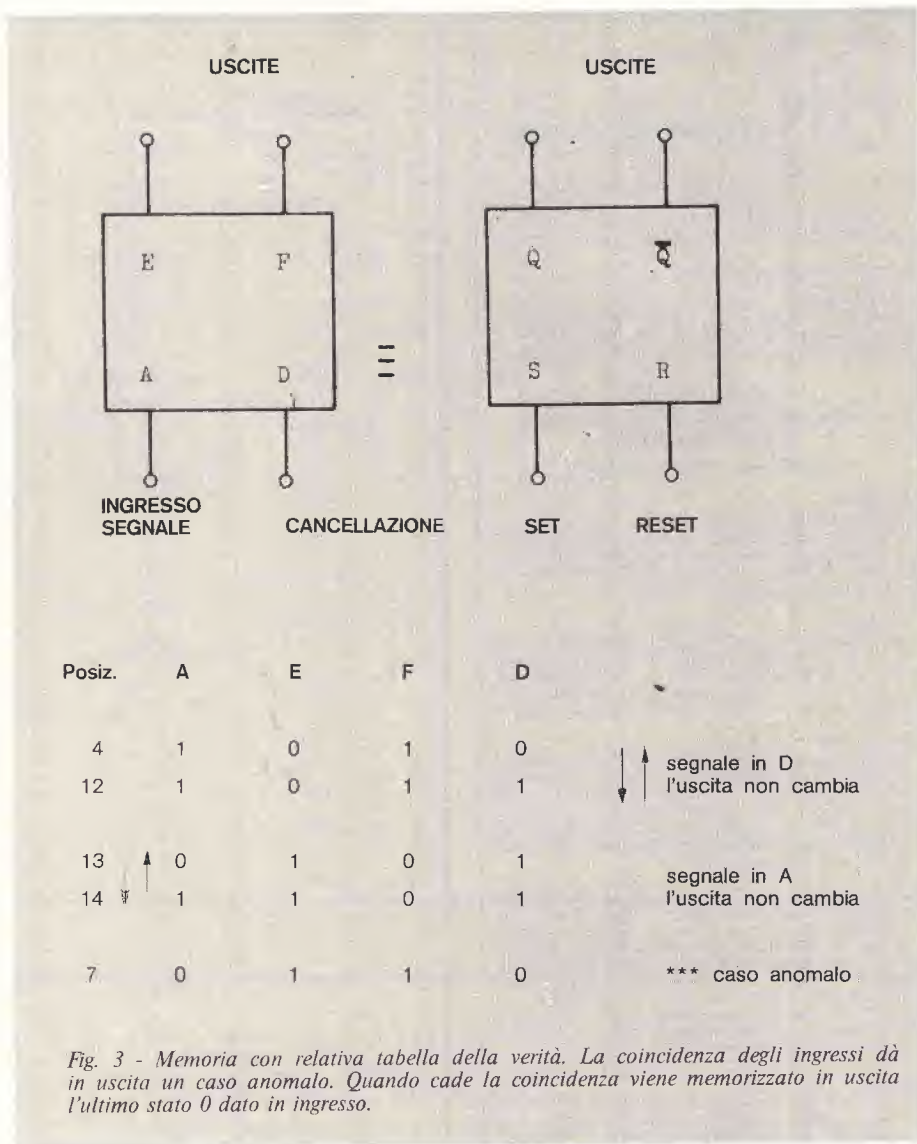 USCITE USCITE
E F Q Q̅
=
A D S R
INGRESSO
SEGNALE CANCELLAZIONE SET RESET
Posiz. A E F D
4 1 0 1 0
segnale in D
12 1 0 1 1 l'uscita non cambia
13 0 1 0 1
segnale in A
14 1 1 0 1 l'uscita non cambia
7 0 1 1 0 *** caso anomalo
Fig. 3 - Memoria con relativa tabella della verità. La coincidenza degli ingressi dà
in uscita un caso anomalo. Quando cade la coincidenza viene memorizzato in uscita
l'ultimo stato 0 dato in ingresso.